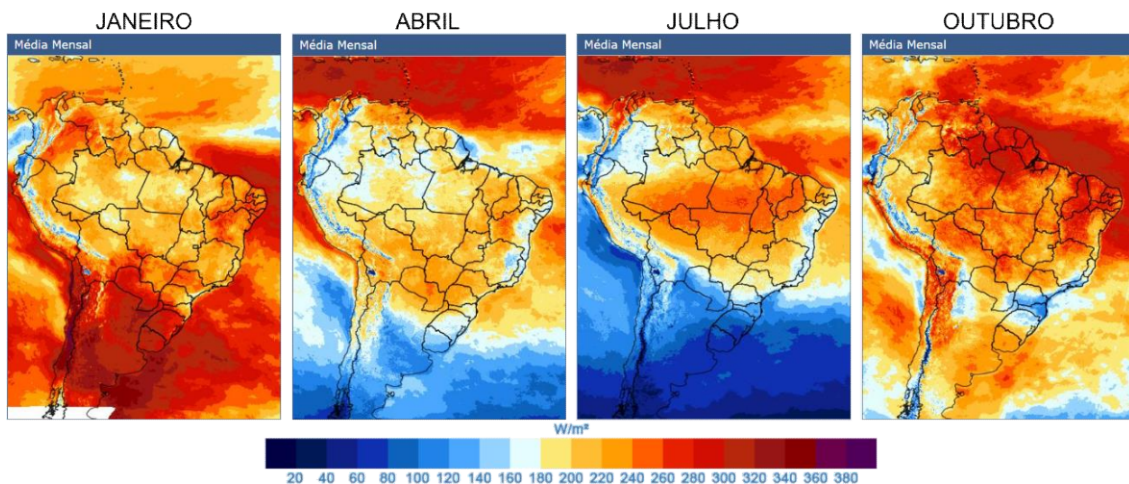 JANEIRO ABRIL JULHO OUTUBRO
Média Mensal Média Mensal Média Mensal Média Mensal
W/m²
20 40 60 80 100 120 140 160 180 200 220 240 260 280 300 320 340 360 380